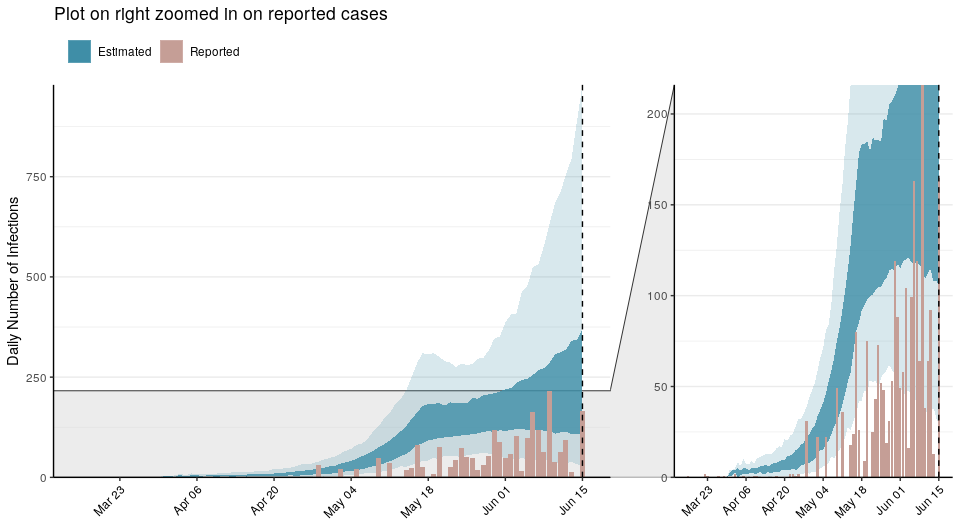 Plot on right zoomed in on reported cases
Estimated
Reported
Daily Number of Infections
750
500
250
0
Mar 23
Apr 06
Apr 20
May 04
May 18
Jun 01
Jun 15
200
150
100
50
0
Mar 23
Apr 06
Apr 20
May 04
May 18
Jun 01
Jun 15